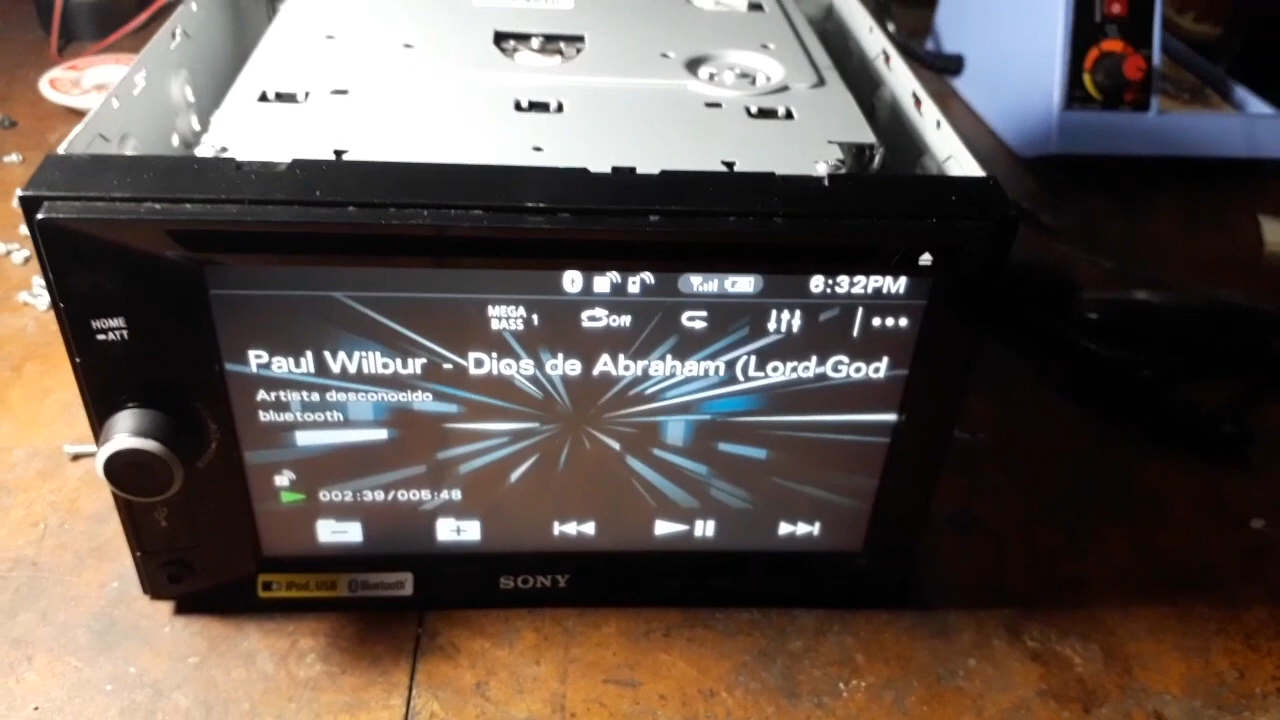 6:32PM
HOME
ATT
MEGA
BASS 1
off
Paul Wilbur - Dios de Abraham (Lord God
Artista desconocido
bluetooth
002:39/005:48
iPod, USB Bluetooth
SONY